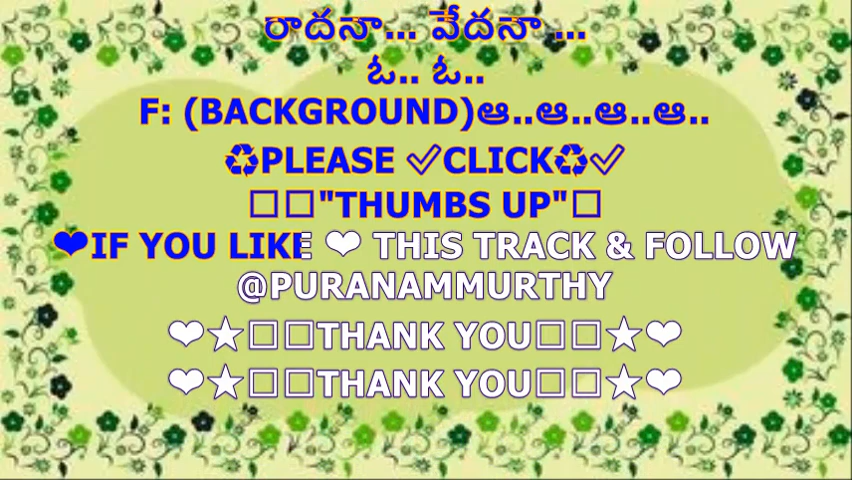 రాదనా... వేదనా ...
ఓ.. ఓ..
F: (BACKGROUND)ఆ..ఆ..ఆ..ఆ..
♻PLEASE ✅CLICK♻✅
□□"THUMBS UP"□
❤IF YOU LIKE ❤ THIS TRACK & FOLLOW
@PURANAMMURTHY
❤★□□THANK YOU□□★❤
❤★□□THANK YOU□□★❤